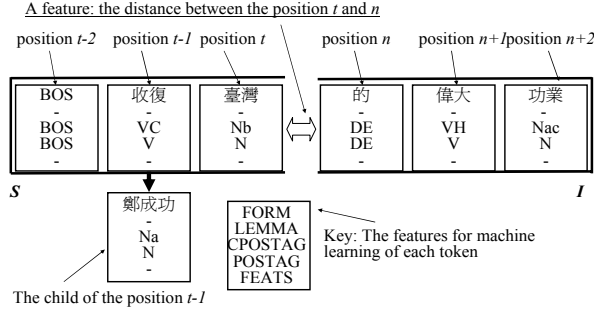 A feature: the distance between the position t and n
position t-2 position t-1 position t position n position n+1 position n+2
BOS 收復 臺灣 的 偉大 功業
- - - - - -
BOS VC Nb DE VH Nac
BOS V N DE V N
- - - - - -
S I
鄭成功
-
Na
N
-
FORM
LEMMA
CPOSTAG
POSTAG
FEATS
Key: The features for machine
learning of each token
The child of the position t-1